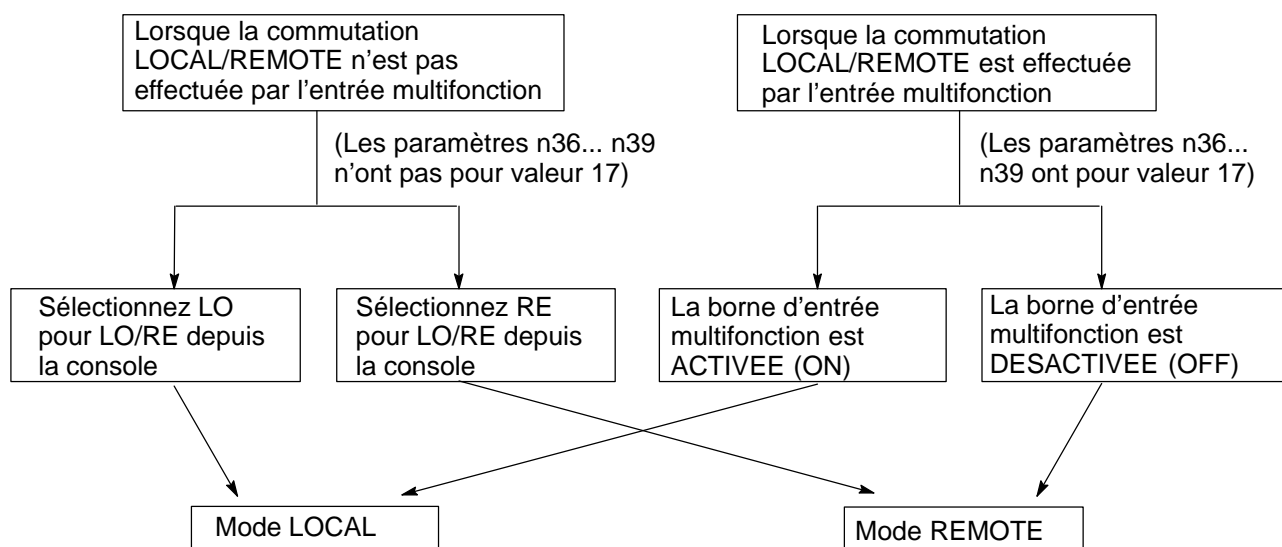 Lorsque la commutation
LOCAL/REMOTE n'est pas
effectuée par l'entrée multifonction
Lorsque la commutation
LOCAL/REMOTE est effectuée
par l'entrée multifonction
(Les paramètres n36... n39
n'ont pas pour valeur 17)
(Les paramètres n36...
n39 ont pour valeur 17)
Sélectionnez LO
pour LO/RE depuis
la console
Sélectionnez RE
pour LO/RE depuis
la console
La borne d'entrée
multifonction est
ACTIVEE (ON)
La borne d'entrée
multifonction est
DESACTIVEE (OFF)
Mode LOCAL
Mode REMOTE